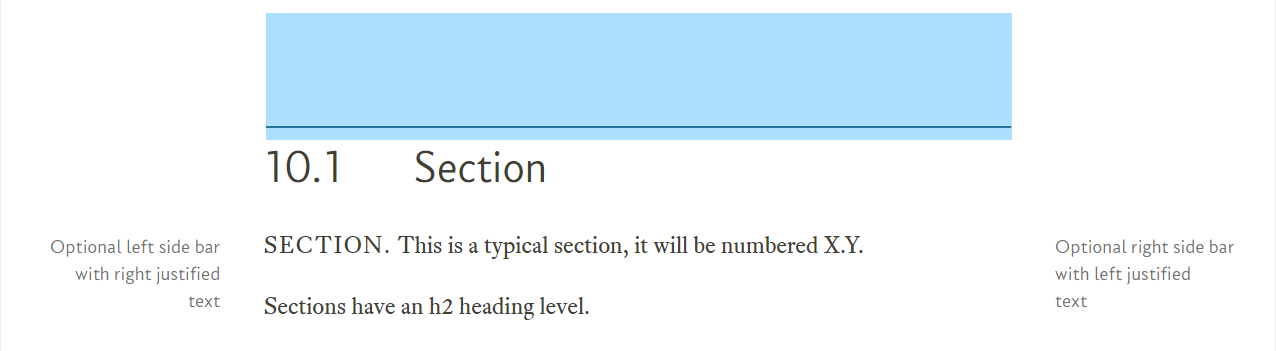 10.1 Section
Optional left side bar
with right justified
text
SECTION. This is a typical section, it will be numbered X.Y.
Sections have an h2 heading level.
Optional right side bar
with left justified
text